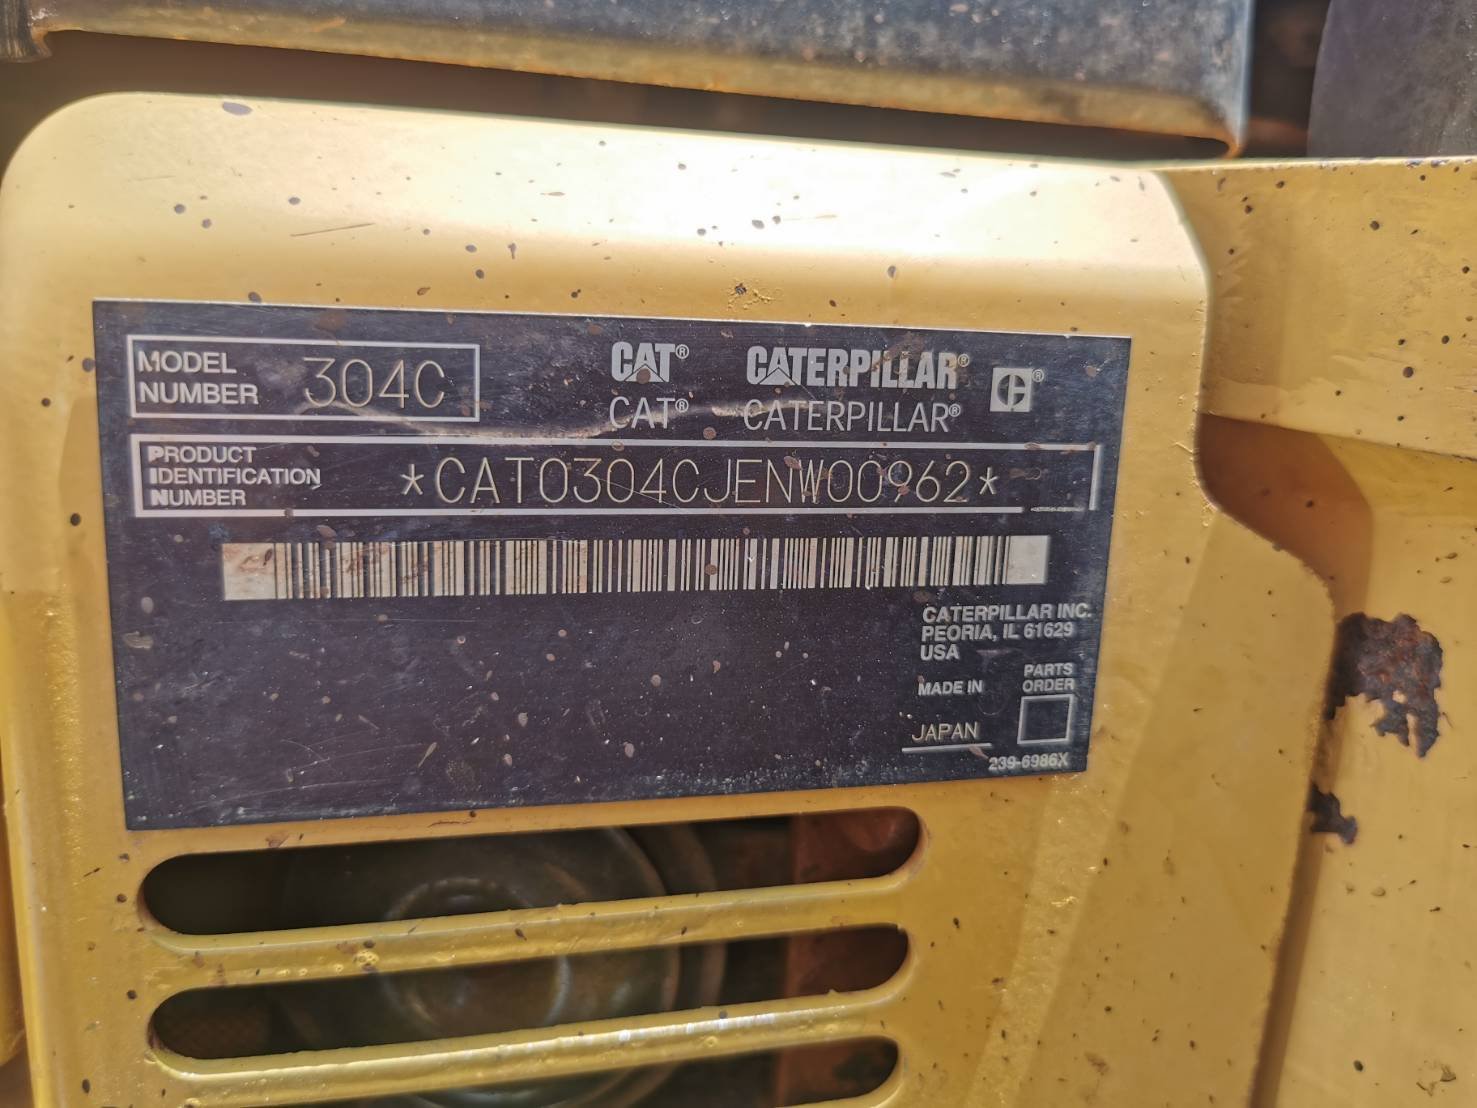 MODEL
NUMBER 304C
CAT® CATERPILLAR®
CAT® CATERPILLAR®
PRODUCT
IDENTIFICATION
NUMBER
*CAT0304CJENW00962*
CATERPILLAR INC.
PEORIA, IL 61629
USA
MADE IN
JAPAN
PARTS
ORDER
239-6986X